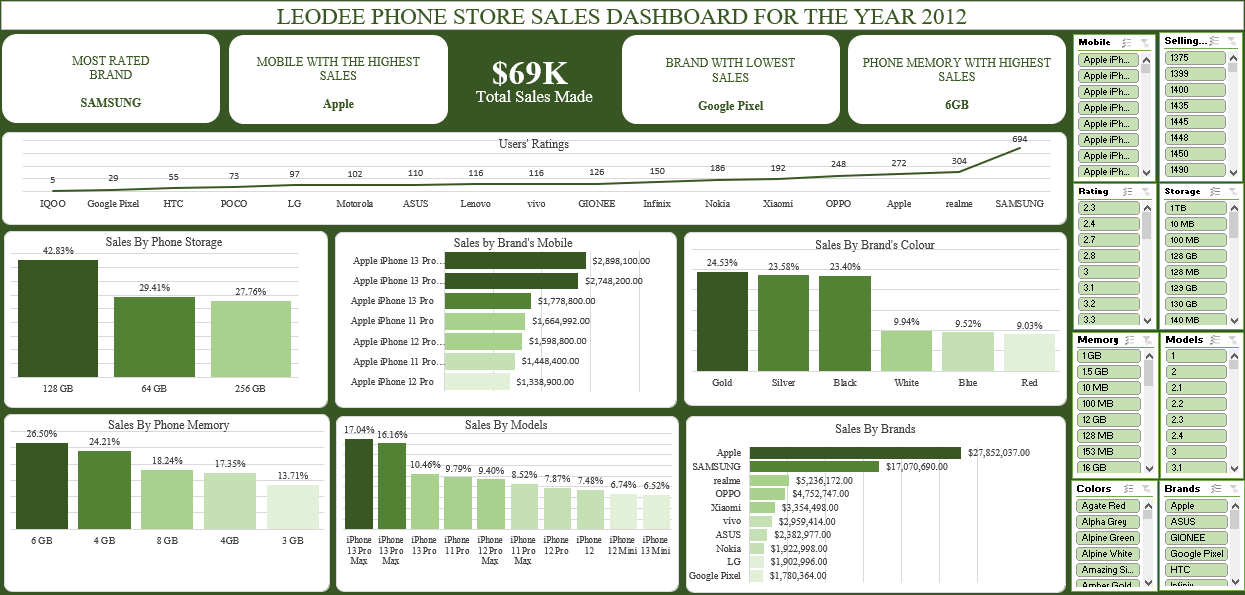 LEODEE PHONE STORE SALES DASHBOARD FOR THE YEAR 2012
MOST RATED
BRAND
SAMSUNG
MOBILE WITH THE HIGHEST
SALES
Apple
$69K
Total Sales Made
BRAND WITH LOWEST
SALES
Google Pixel
PHONE MEMORY WITH HIGHEST
SALES
6GB
Users' Ratings
5 29 55 73 97 102 110 116 116 126 150 186 192 248 272 304 694
IQOO Google Pixel HTC POCO LG Motorola ASUS Lenovo vivo GIONEE Infinix Nokia Xiaomi OPPO Apple realme SAMSUNG
Sales By Phone Storage
42.83% 29.41% 27.76%
128 GB 64 GB 256 GB
Sales by Brand's Mobile
Apple iPhone 13 Pro... $2,898,100.00
Apple iPhone 13 Pro... $2,748,200.00
Apple iPhone 13 Pro $1,778,800.00
Apple iPhone 11 Pro $1,664,992.00
Apple iPhone 12 Pro... $1,598,800.00
Apple iPhone 11 Pro... $1,448,400.00
Apple iPhone 12 Pro $1,338,900.00
Sales By Brand's Colour
24.53% 23.58% 23.40% 9.94% 9.52% 9.03%
Gold Silver Black White Blue Red
Sales By Phone Memory
26.50% 24.21% 18.24% 17.35% 13.71%
6 GB 4 GB 8 GB 4GB 3 GB
Sales By Models
17.04% 16.16% 10.46% 9.79% 9.40% 8.52% 7.87% 7.48% 6.74% 6.52%
iPhone iPhone iPhone iPhone iPhone iPhone iPhone iPhone iPhone iPhone
13 Pro 13 Pro 13 Pro 11 Pro 12 Pro 11 Pro 12 Pro 12 12 Mini 13 Mini
Max Max Max Max
Sales By Brands
Apple $27,852,037.00
SAMSUNG $17,070,690.00
realme $5,236,172.00
OPPO $4,752,747.00
Xiaomi $3,354,498.00
vivo $2,959,414.00
ASUS $2,382,977.00
Nokia $1,922,998.00
LG $1,902,996.00
Google Pixel $1,780,364.00
Mobile
Apple iPh...
Apple iPh...
Apple iPh...
Apple iPh...
Apple iPh...
Apple iPh...
Apple iPh...
Apple iPh...
Selling...
1375
1399
1400
1435
1445
1448
1450
1490
Rating
2.3
2.4
2.7
2.8
3
3.1
3.2
3.3
Storage
1TB
10 MB
100 MB
128 GB
128 MB
129 GB
130 GB
140 MB
Memory
1 GB
1.5 GB
10 MB
100 MB
12 GB
128 MB
153 MB
16 GB
Models
1
2
2.1
2.2
2.3
2.4
3
3.1
Colors
Agate Red
Alpha Grey
Alpine Green
Alpine White
Amazing Si...
Amber Gold
Brands
Apple
ASUS
GIONEE
Google Pixel
HTC
Infinix